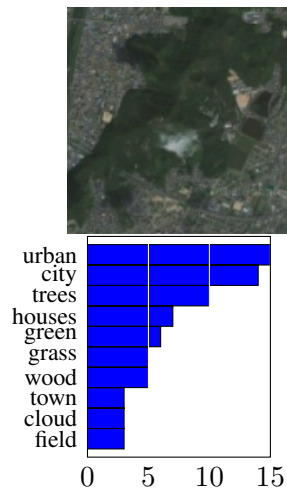 urban
city
trees
houses
green
grass
wood
town
cloud
field
0 5 10 15